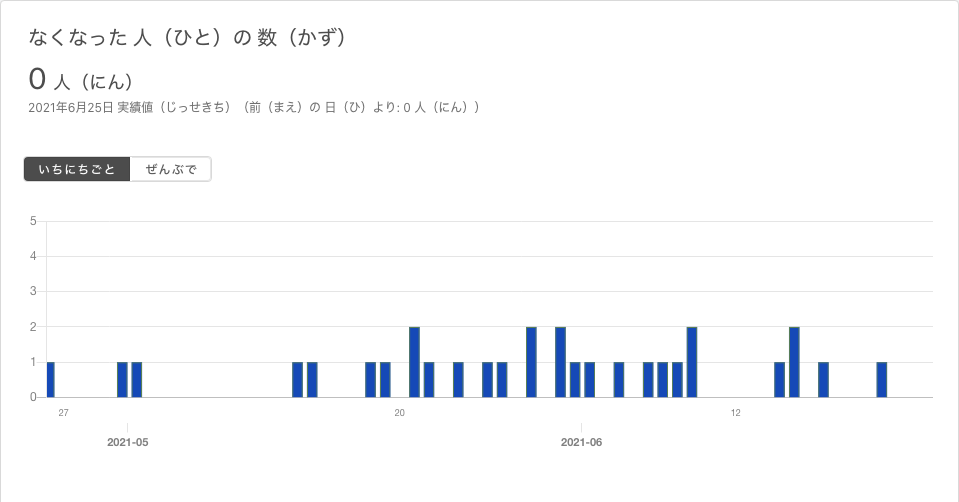 なくなった 人（ひと）の 数（かず）
0 人（にん）
2021年6月25日 実績値（じっせきち）（前（まえ）の 日（ひ）より: 0 人（にん））
いちにちごと ぜんぶで
5
4
3
2
1
0
27 20 12
2021-05 2021-06